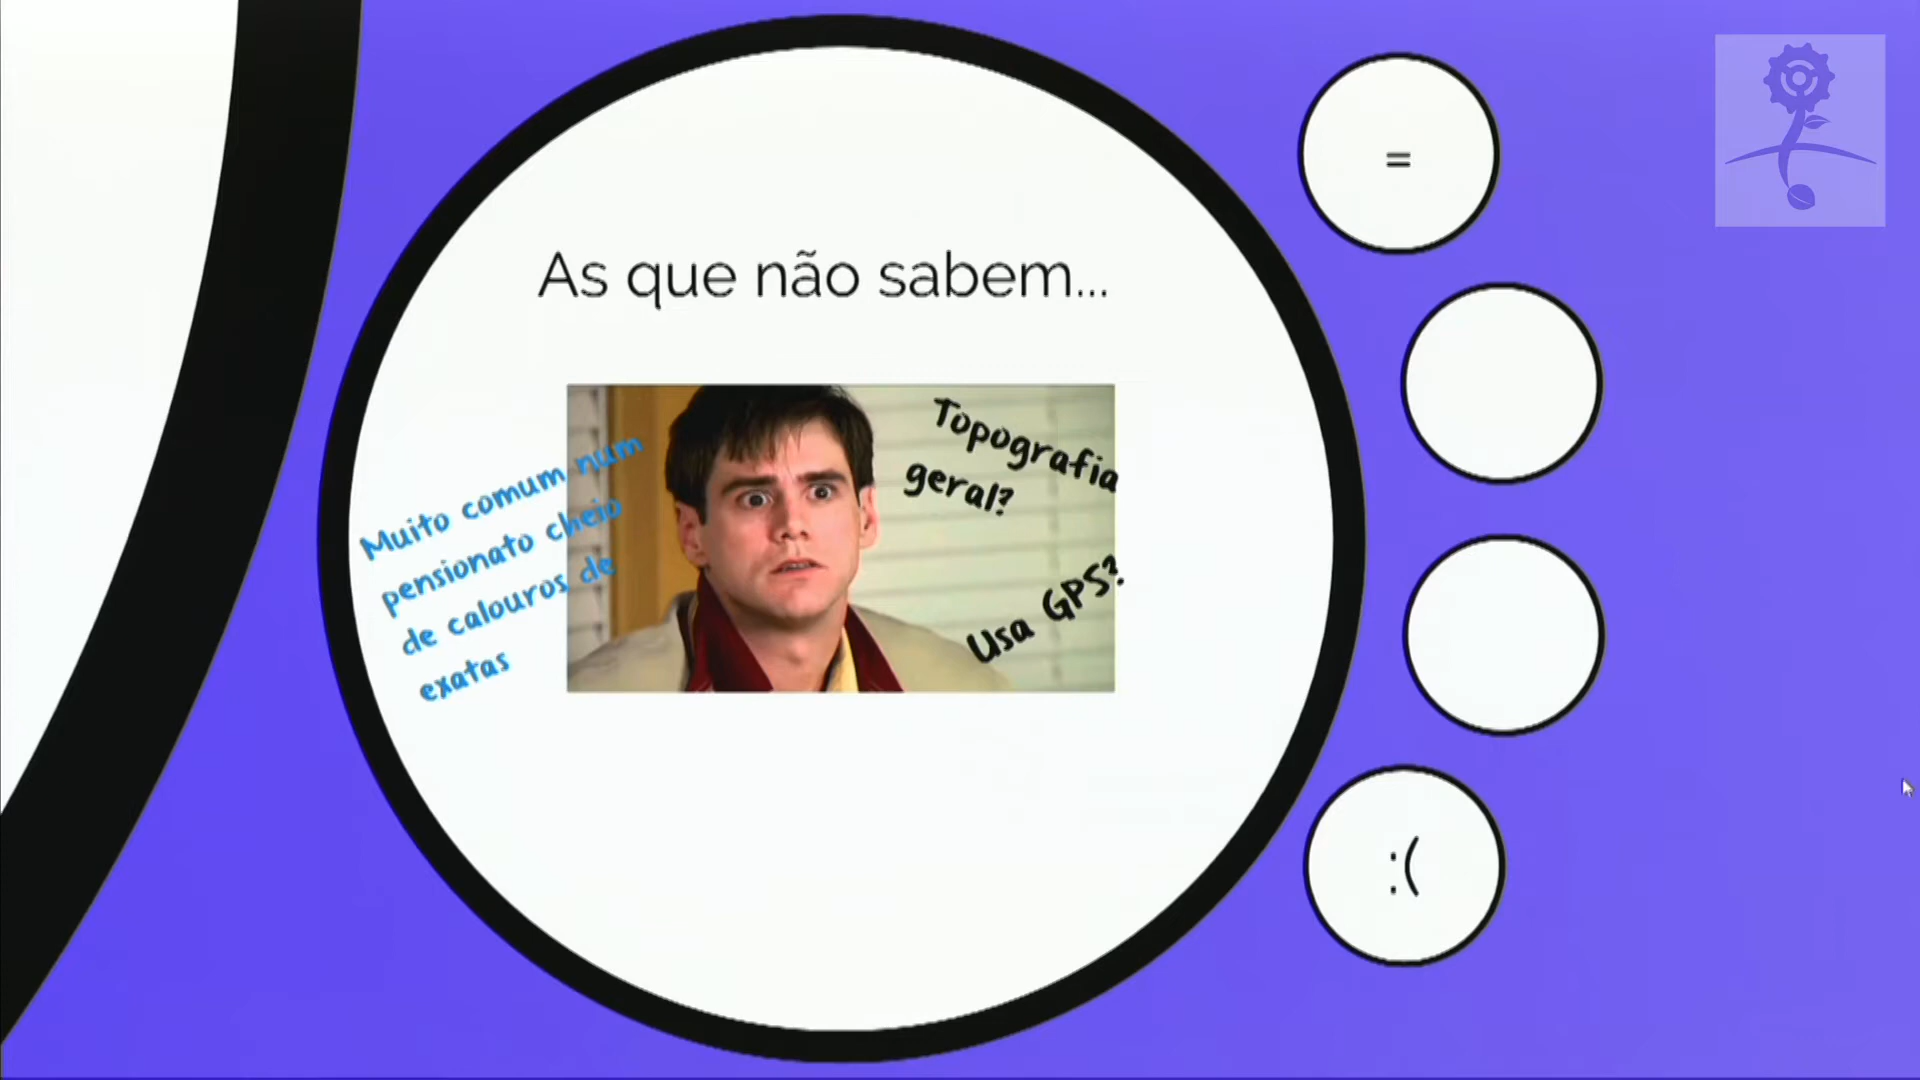 As que não sabem...
Muito comum num
pensionato cheio
de calouros de
exatas
Topografia
geral?
Usa GPS?
=
:(